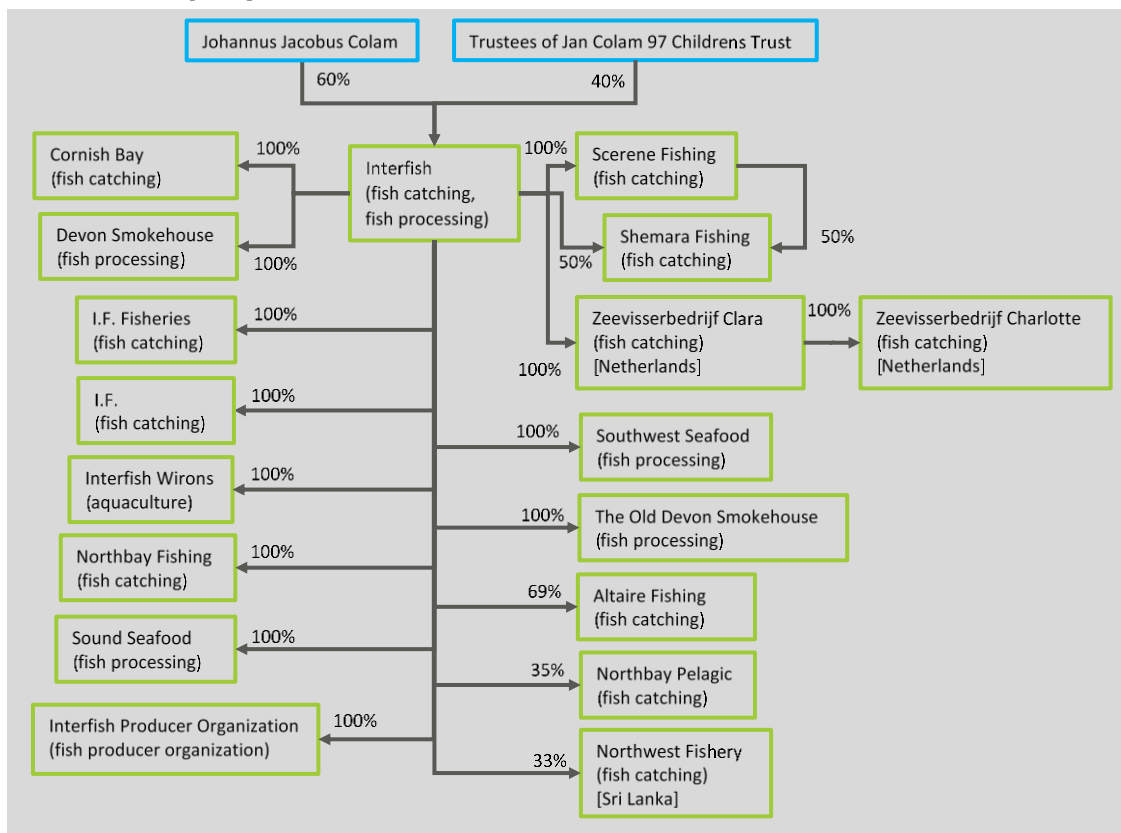 Johannus Jacobus Colam
Trustees of Jan Colam 97 Childrens Trust
60%
40%
Cornish Bay
(fish catching)
100%
Devon Smokehouse
(fish processing)
100%
Interfish
(fish catching,
fish processing)
100%
Scerene Fishing
(fish catching)
Shemara Fishing
(fish catching)
50%
50%
I.F. Fisheries
(fish catching)
100%
Zeevisserbedrijf Clara
(fish catching)
[Netherlands]
100%
100%
Zeevisserbedrijf Charlotte
(fish catching)
[Netherlands]
I.F.
(fish catching)
100%
100%
Southwest Seafood
(fish processing)
Interfish Wirons
(aquaculture)
100%
100%
The Old Devon Smokehouse
(fish processing)
Northbay Fishing
(fish catching)
100%
69%
Altaire Fishing
(fish catching)
Sound Seafood
(fish processing)
100%
35%
Northbay Pelagic
(fish catching)
Interfish Producer Organization
(fish producer organization)
100%
33%
Northwest Fishery
(fish catching)
[Sri Lanka]